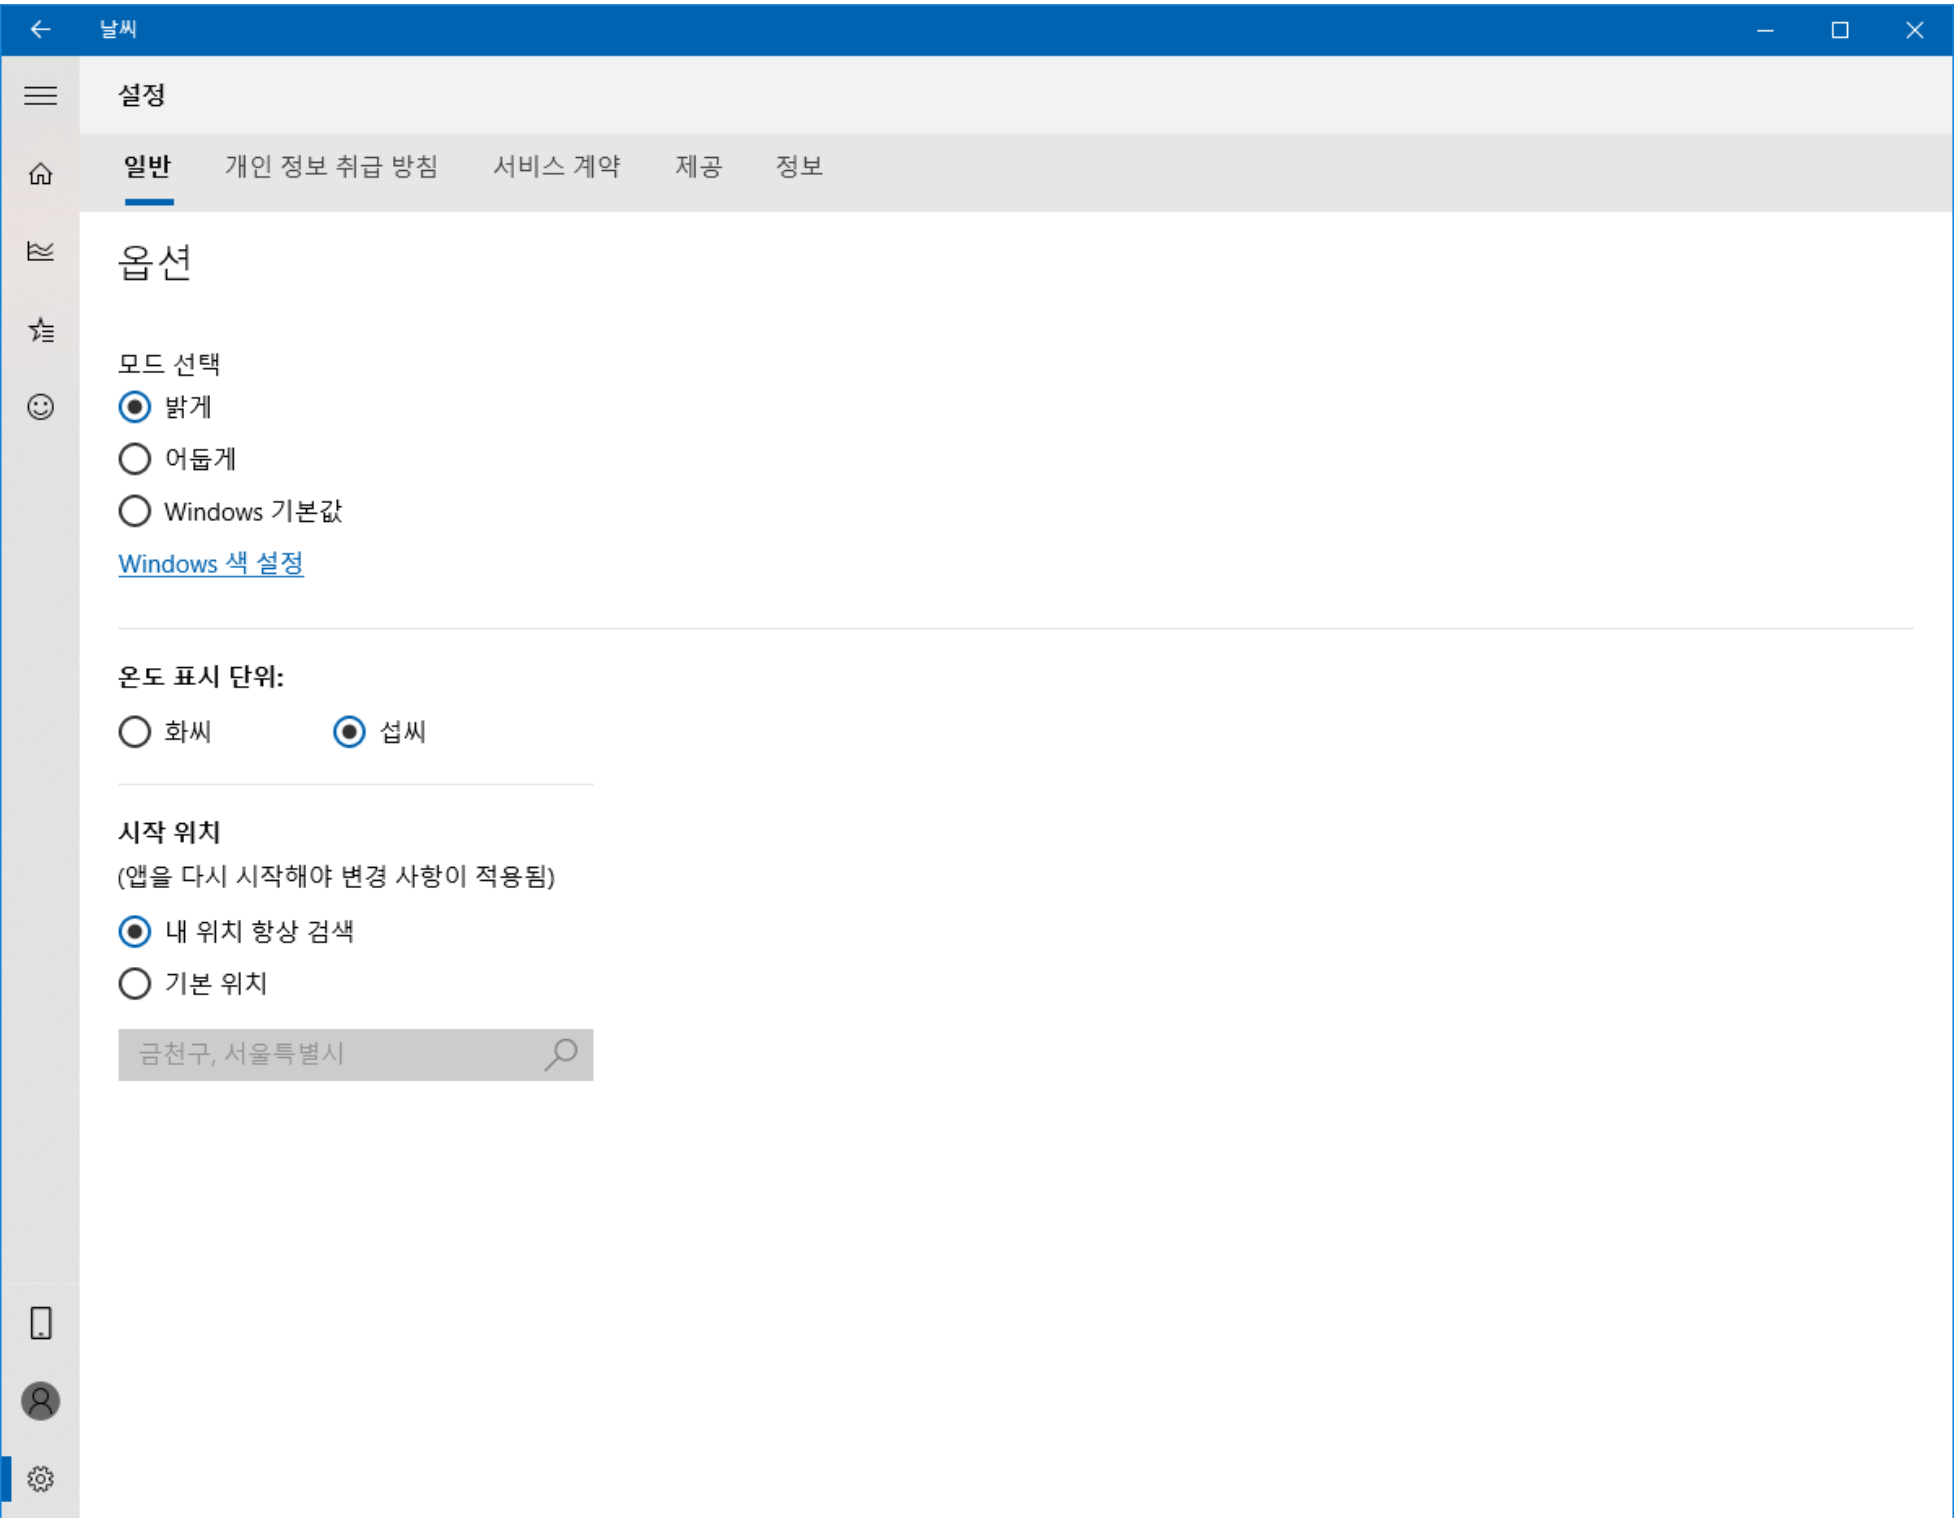 날씨
설정
일반 개인 정보 취급 방침 서비스 계약 제공 정보
옵션
모드 선택
밝게
어둡게
Windows 기본값
Windows 색 설정
온도 표시 단위:
화씨 섭씨
시작 위치
(앱을 다시 시작해야 변경 사항이 적용됨)
내 위치 항상 검색
기본 위치
금천구, 서울특별시